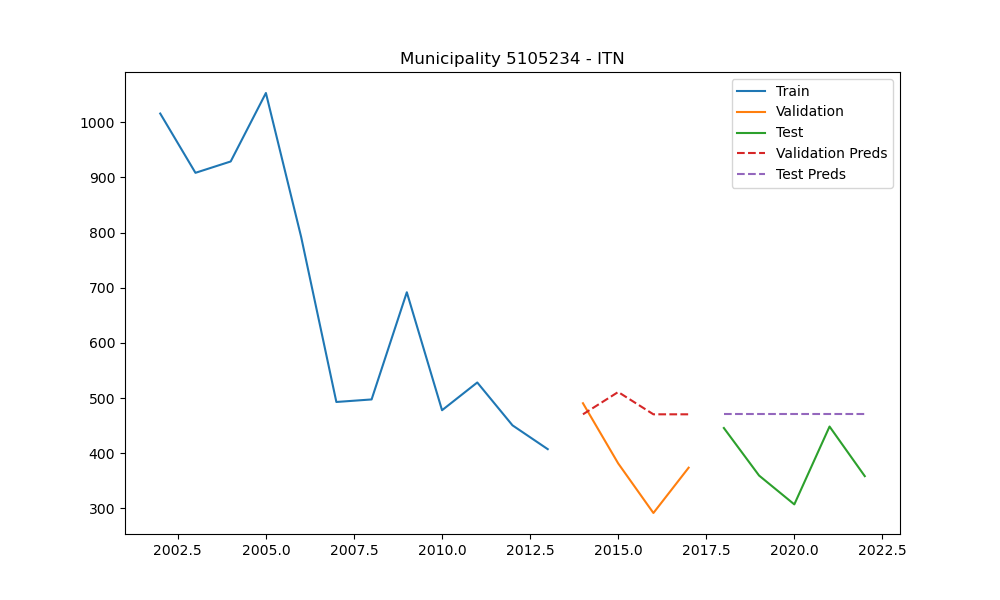 Municipality 5105234 - ITN
Train
Validation
Test
Validation Preds
Test Preds
1000
900
800
700
600
500
400
300
2002.5 2005.0 2007.5 2010.0 2012.5 2015.0 2017.5 2020.0 2022.5